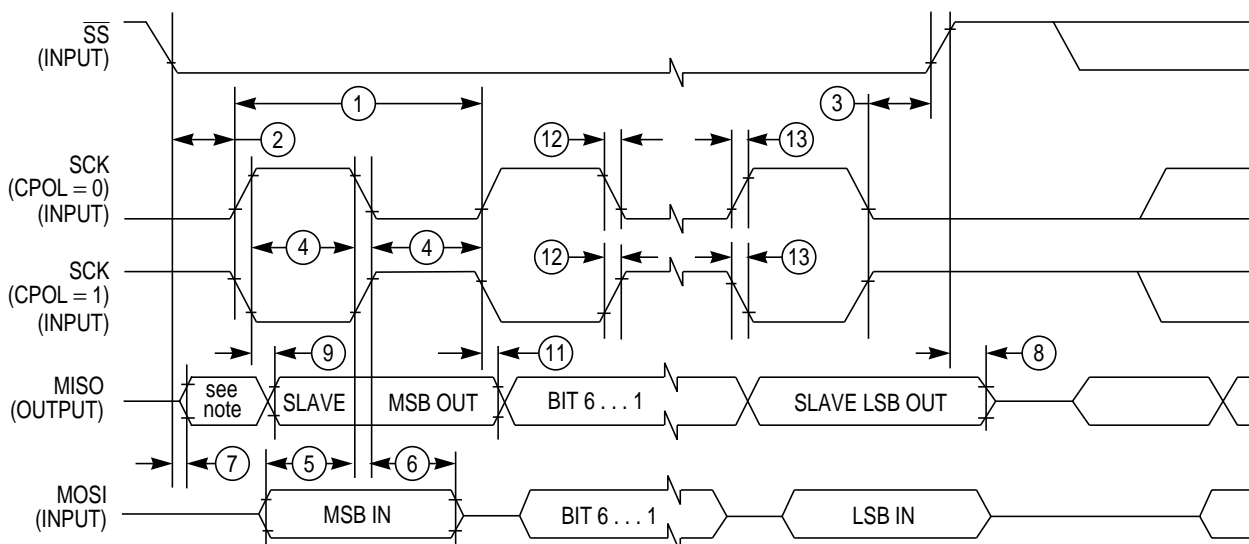 SS
(INPUT)
1
3
2
12
13
SCK
(CPOL = 0)
(INPUT)
4
4
12
13
SCK
(CPOL = 1)
(INPUT)
9
11
8
MISO
(OUTPUT)
see
note
SLAVE
MSB OUT
BIT 6 . . . 1
SLAVE LSB OUT
7
5
6
MOSI
(INPUT)
MSB IN
BIT 6 . . . 1
LSB IN